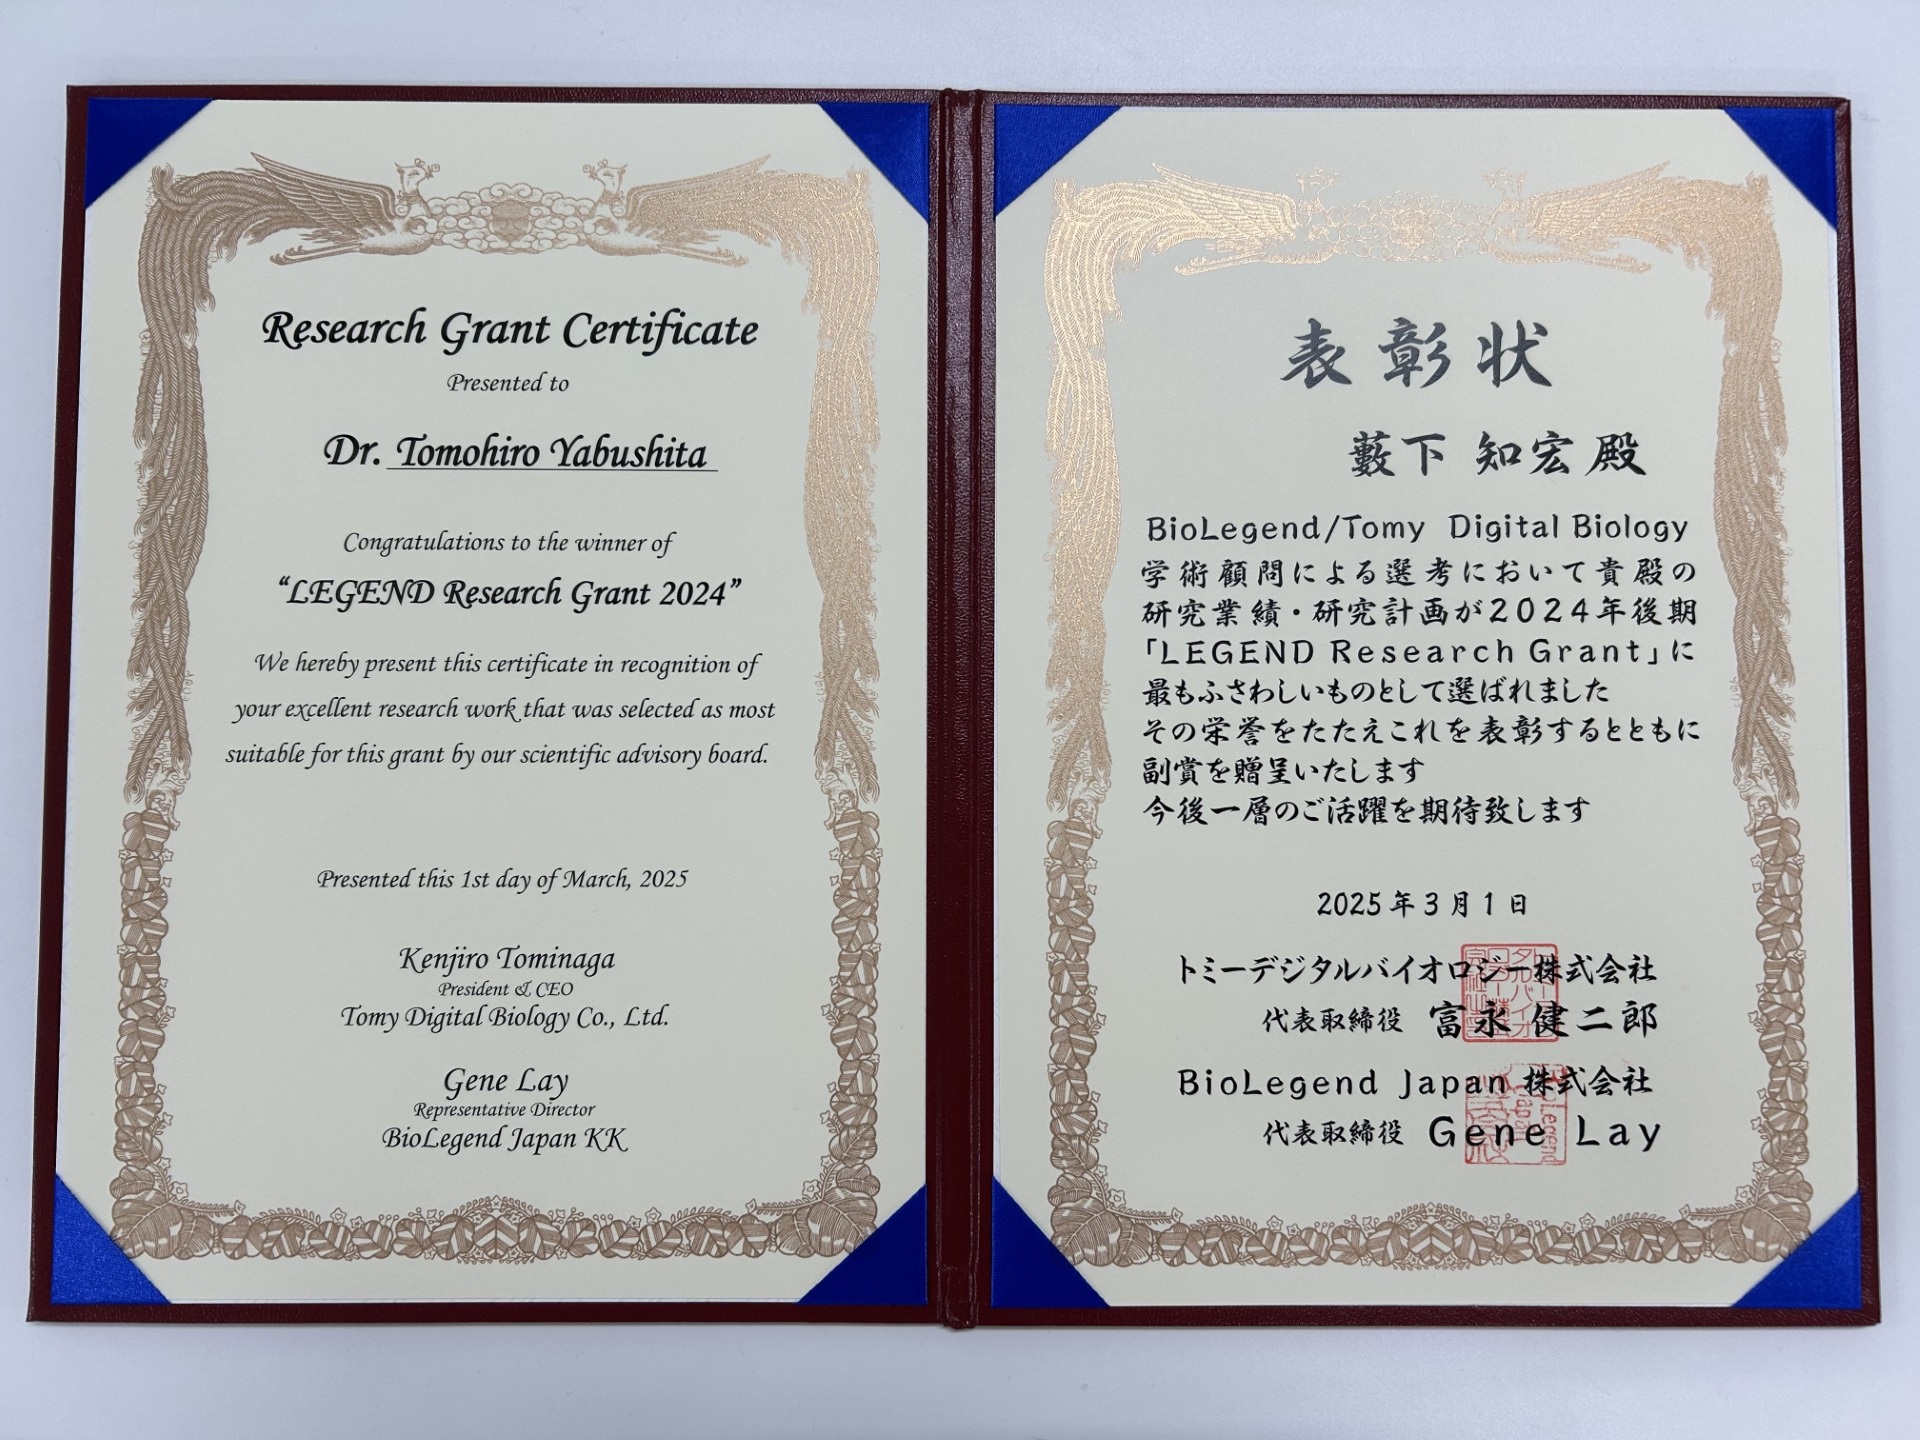 Research Grant Certificate
Presented to
Dr. Tomohiro Yabushita
Congratulations to the winner of
“LEGEND Research Grant 2024”
We hereby present this certificate in recognition of
your excellent research work that was selected as most
suitable for this grant by our scientific advisory board.
Presented this 1st day of March, 2025
Kenjiro Tominaga
President & CEO
Tomy Digital Biology Co., Ltd.
Gene Lay
Representative Director
BioLegend Japan KK
表彰状
藪下 知宏 殿
BioLegend/Tomy Digital Biology
学術顧問による選考において貴殿の
研究業績・研究計画が2024年後期
「LEGEND Research Grant」に
最もふさわしいものとして選ばれました
その栄誉をたたえこれを表彰するとともに
副賞を贈呈いたします
今後一層のご活躍を期待致します
2025年3月1日
トミーデジタルバイオロジー株式会社
代表取締役 富永 健二郎
BioLegend Japan 株式会社
代表取締役 Gene Lay